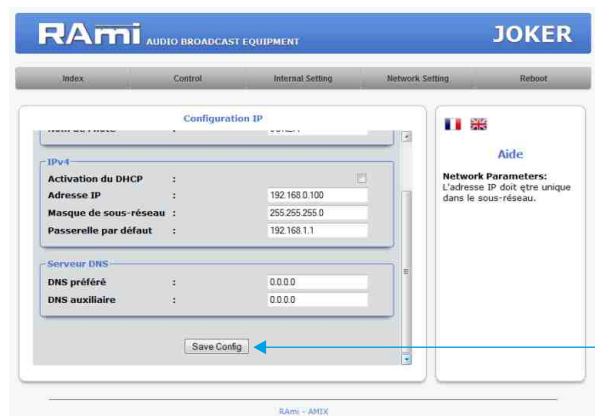 RAmi AUDIO BROADCAST EQUIPMENT JOKER
Index Control Internal Setting Network Setting Reboot
Configuration IP
IPv4
Activation du DHCP :
Adresse IP : 192.168.0.100
Masque de sous-réseau : 255.255.255.0
Passerelle par défaut : 192.168.1.1
Serveur DNS
DNS préféré : 0.0.0.0
DNS auxiliaire : 0.0.0.0
Save Config
Aide
Network Parameters:
L'adresse IP doit ętre unique
dans le sous-réseau.
RAmi - AMIX